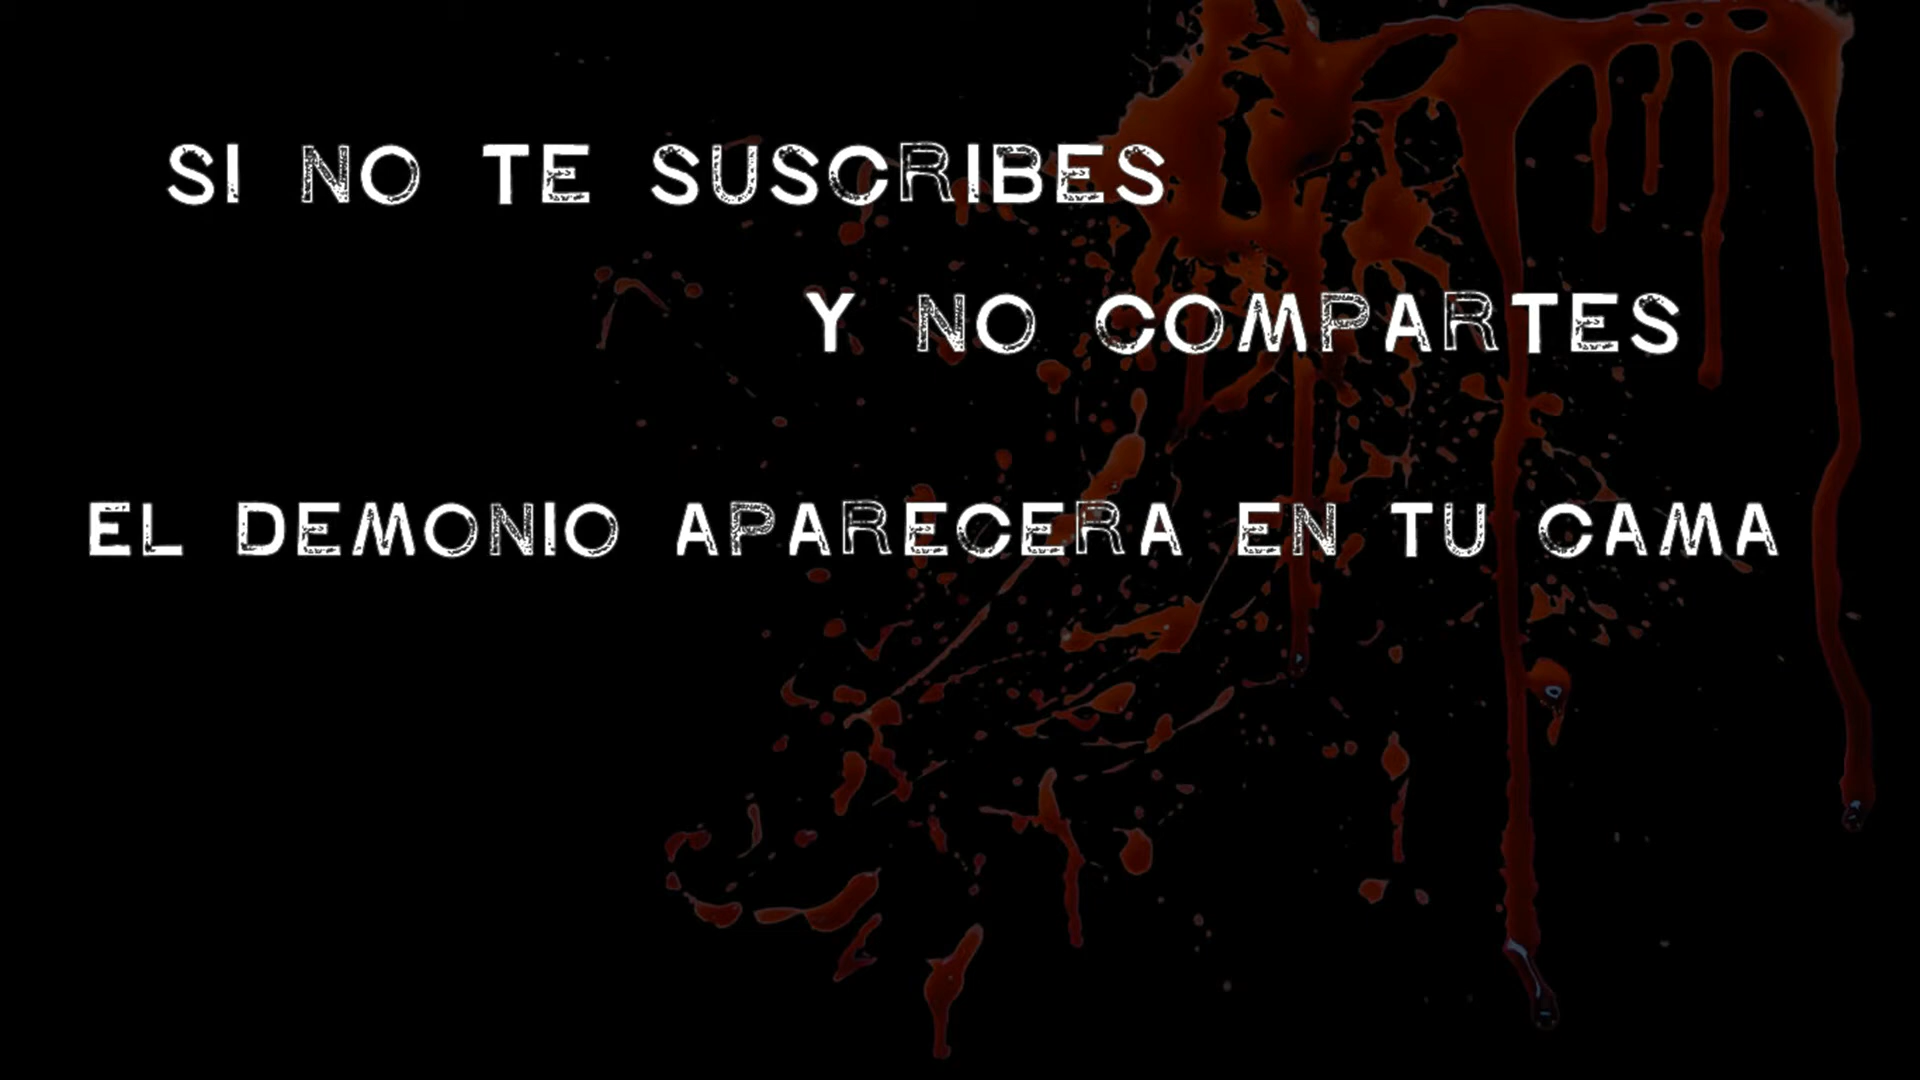 SI NO TE SUSCRIBES
Y NO COMPARTES
EL DEMONIO APARECERA EN TU CAMA